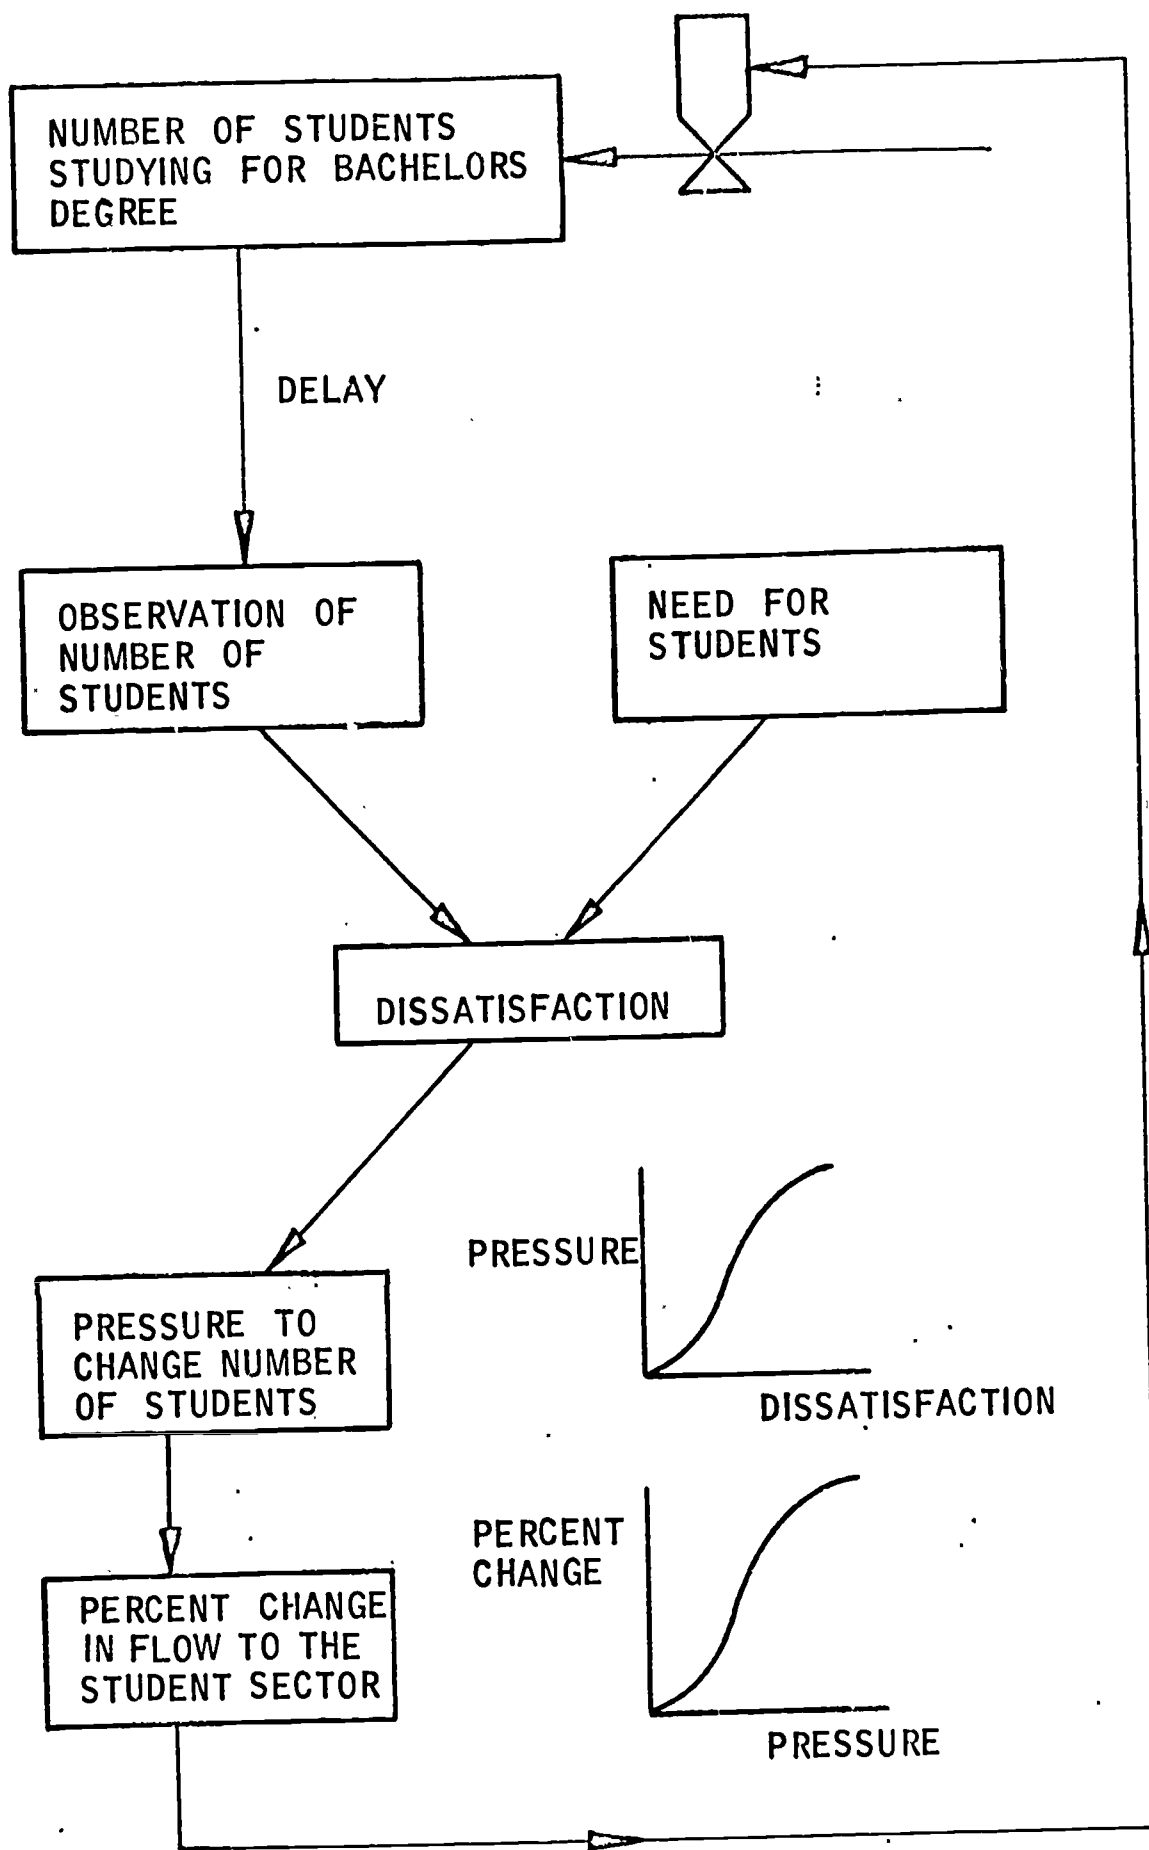 NUMBER OF STUDENTS
STUDYING FOR BACHELORS
DEGREE
DELAY
OBSERVATION OF
NUMBER OF
STUDENTS
NEED FOR
STUDENTS
DISSATISFACTION
PRESSURE TO
CHANGE NUMBER
OF STUDENTS
PRESSURE
DISSATISFACTION
PERCENT CHANGE
IN FLOW TO THE
STUDENT SECTOR
PERCENT
CHANGE
PRESSURE